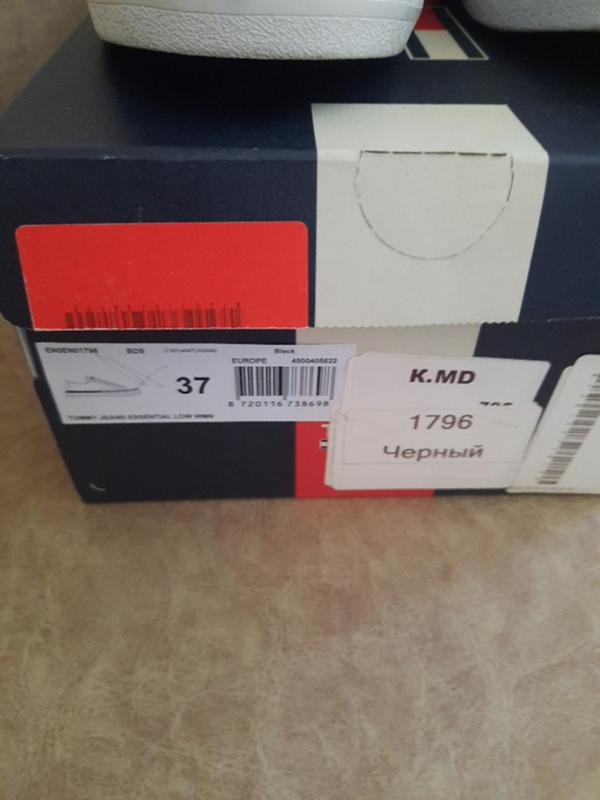 EN0EN01796 BDS Black
EUROPE 4500405822
37
8 720116 738698
TOMMY JEANS ESSENTIAL LOW WMN
K.MD
1796
Черный